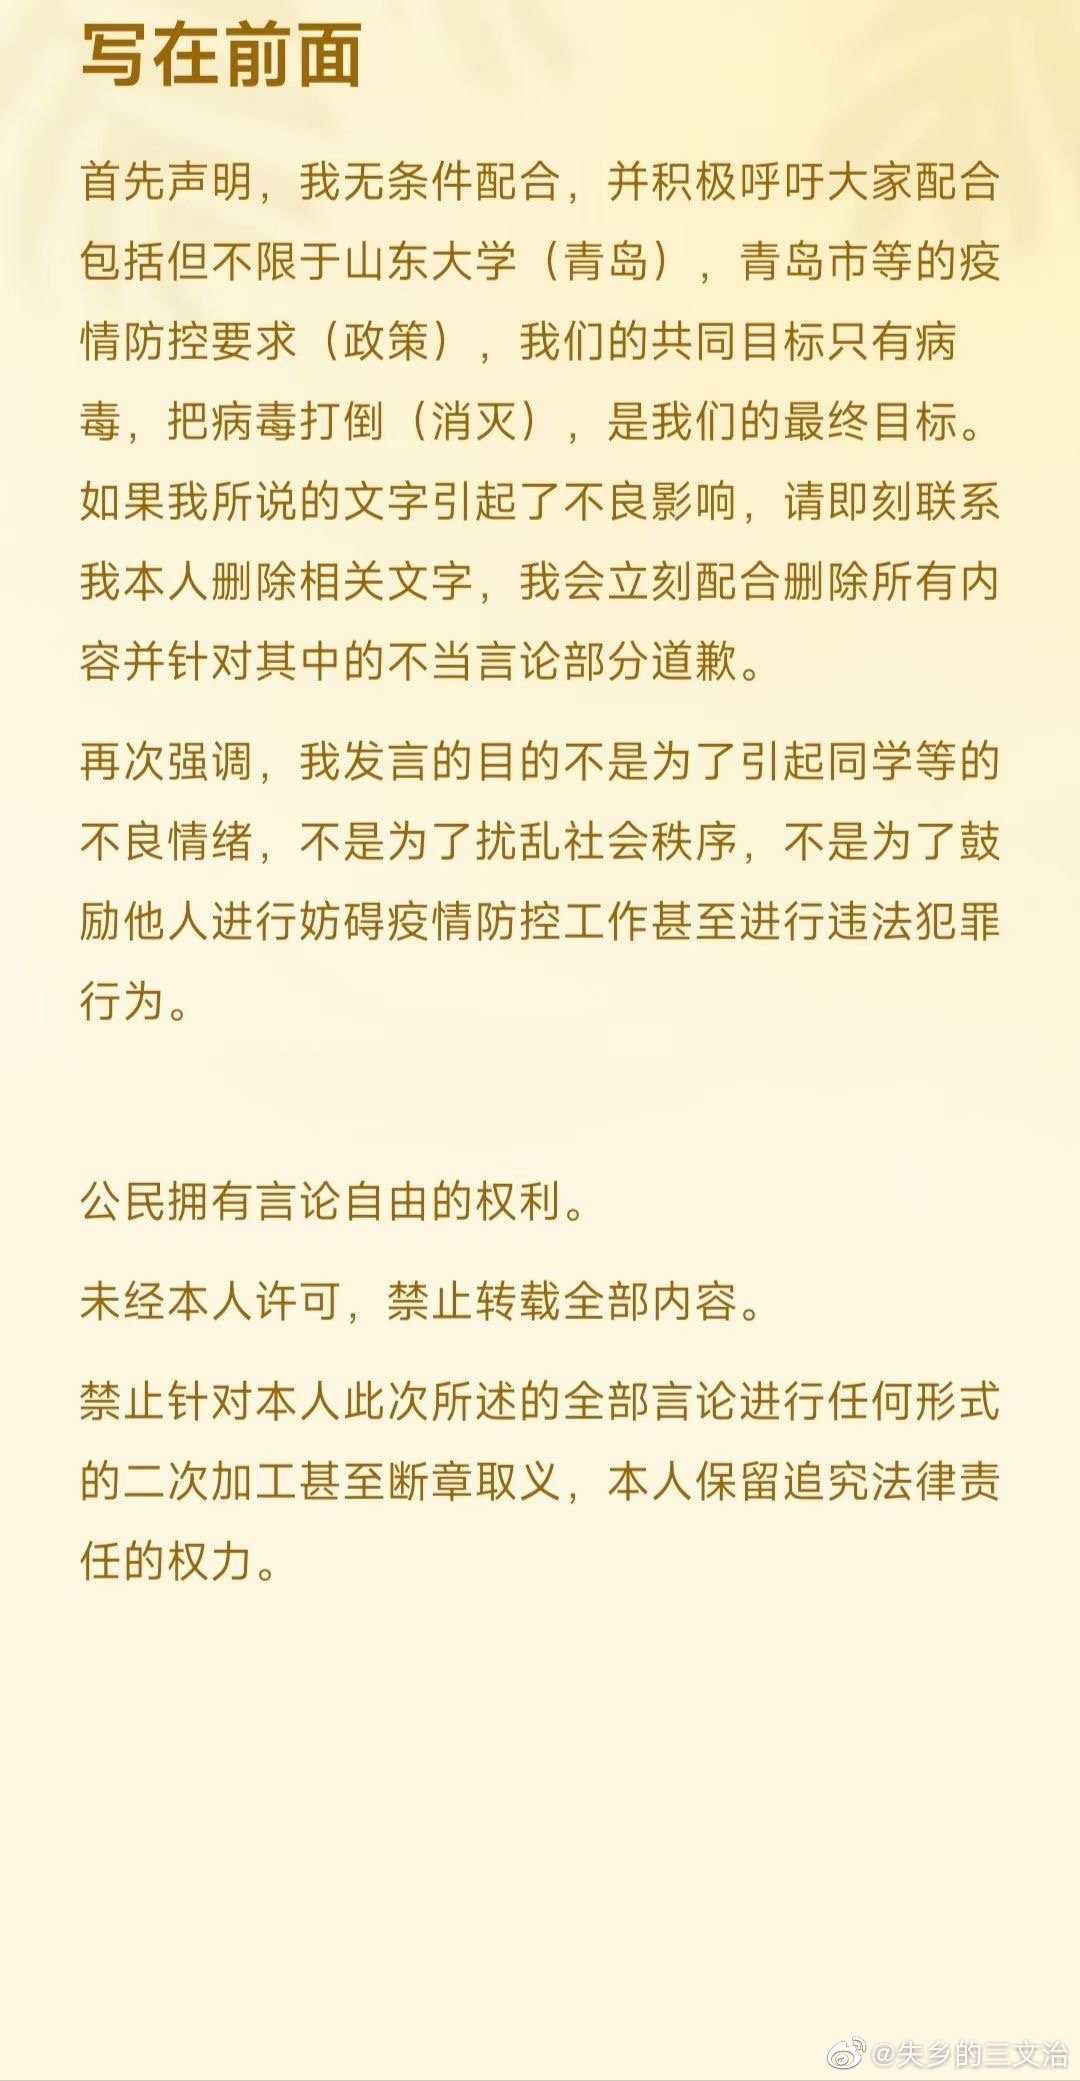 写在前面
首先声明，我无条件配合，并积极呼吁大家配合
包括但不限于山东大学（青岛），青岛市等的疫
情防控要求（政策），我们的共同目标只有病
毒，把病毒打倒（消灭），是我们的最终目标。
如果我所说的文字引起了不良影响，请即刻联系
我本人删除相关文字，我会立刻配合删除所有内
容并针对其中的不当言论部分道歉。
再次强调，我发言的目的不是为了引起同学等的
不良情绪，不是为了扰乱社会秩序，不是为了鼓
励他人进行妨碍疫情防控工作甚至进行违法犯罪
行为。
公民拥有言论自由的权利。
未经本人许可，禁止转载全部内容。
禁止针对本人此次所述的全部言论进行任何形式
的二次加工甚至断章取义，本人保留追究法律责
任的权力。
@失乡的三文治